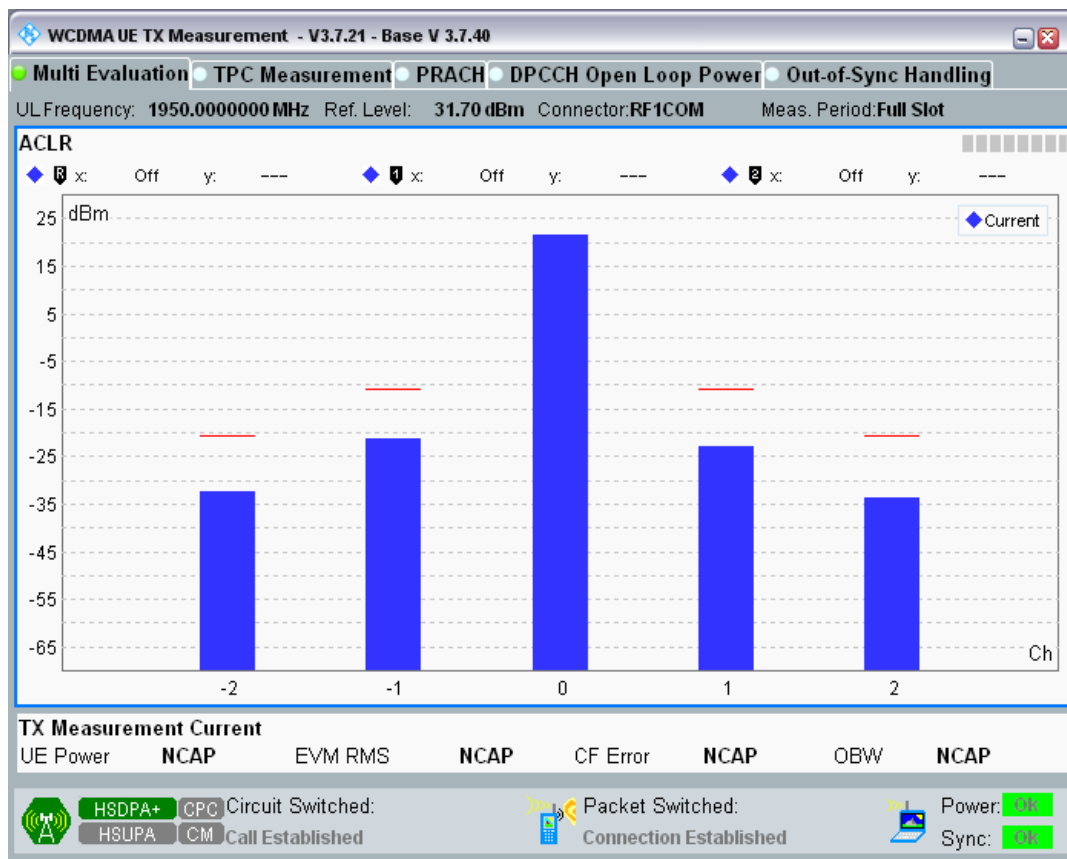 WCDMA UE TX Measurement - V3.7.21 - Base V 3.7.40
Multi Evaluation TPC Measurement PRACH DPCCH Open Loop Power Out-of-Sync Handling
UL Frequency: 1950.0000000 MHz Ref. Level: 31.70 dBm Connector:RF1COM Meas. Period:Full Slot
ACLR
R x: Off y: --- 1 x: Off y: --- 2 x: Off y: ---
dBm
Current
25
15
5
-5
-15
-25
-35
-45
-55
-65
Ch
-2 -1 0 1 2
TX Measurement Current
UE Power NCAP EVM RMS NCAP CF Error NCAP OBW NCAP
HSDPA+ CPC Circuit Switched: Packet Switched: Power: Ok
HSUPA CM Call Established Connection Established Sync: Ok